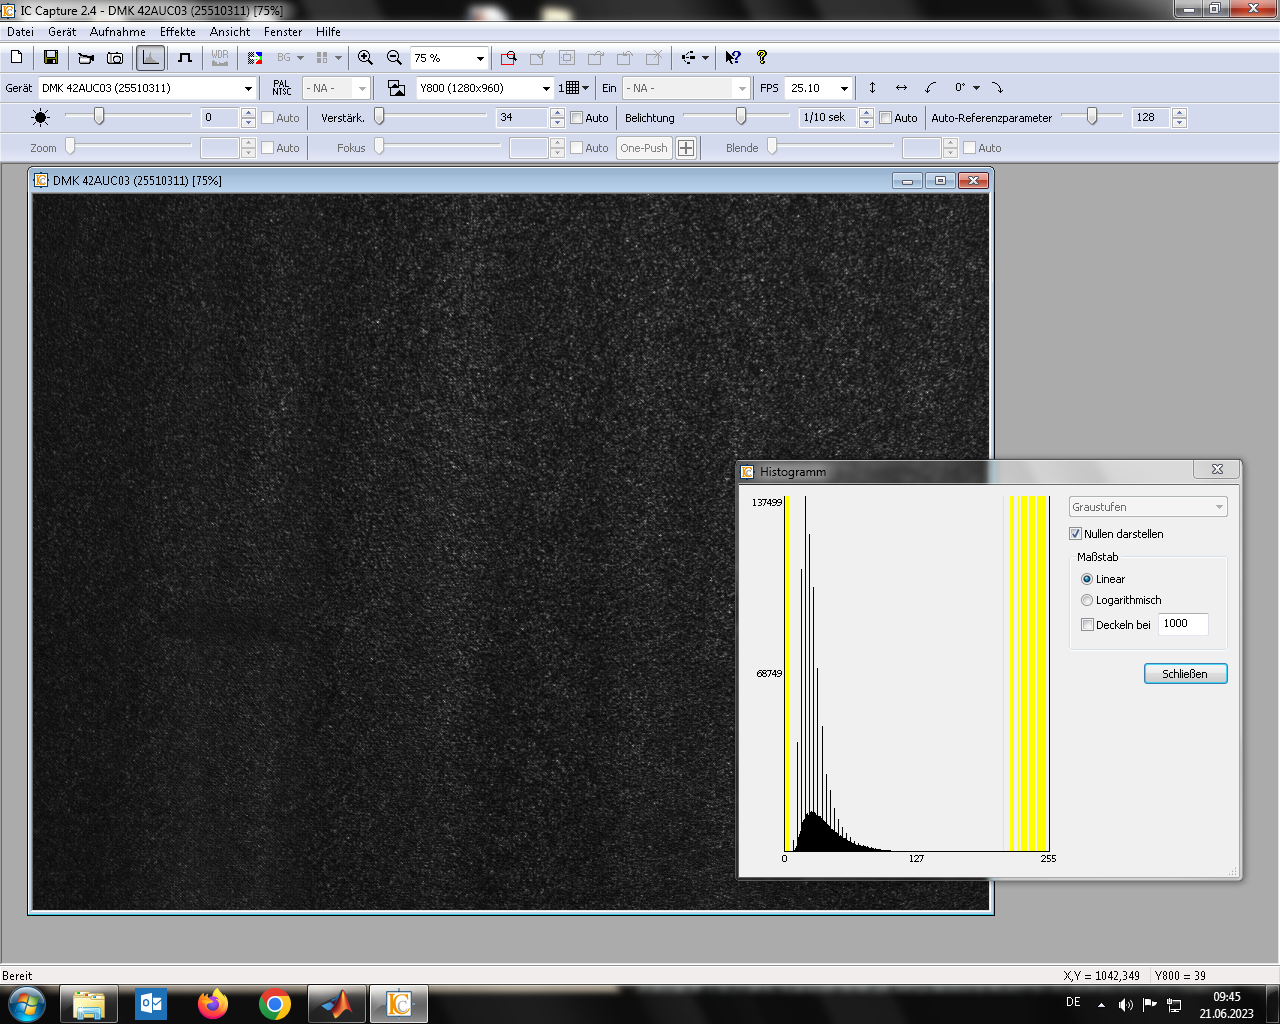 IC Capture 2.4 - DMK 42AUC03 (25510311) [75%]
Datei Gerät Aufnahme Effekte Ansicht Fenster Hilfe
WDR BG 75 %
Gerät DMK 42AUC03 (25510311) PAL NTSC - NA - Y800 (1280x960) 1 Ein - NA - FPS 25.10 0°
0 Auto Verstärk. 34 Auto Belichtung 1/10 sek Auto Auto-Referenzparameter 128
Zoom Auto Fokus Auto One-Push Blende Auto
DMK 42AUC03 (25510311) [75%]
Histogramm
137499
68749
0 127 255
Graustufen
Nullen darstellen
Maßstab
Linear
Logarithmisch
Deckeln bei 1000
Schließen
Bereit X,Y = 1042,349 Y800 = 39
DE 09:45
21.06.2023